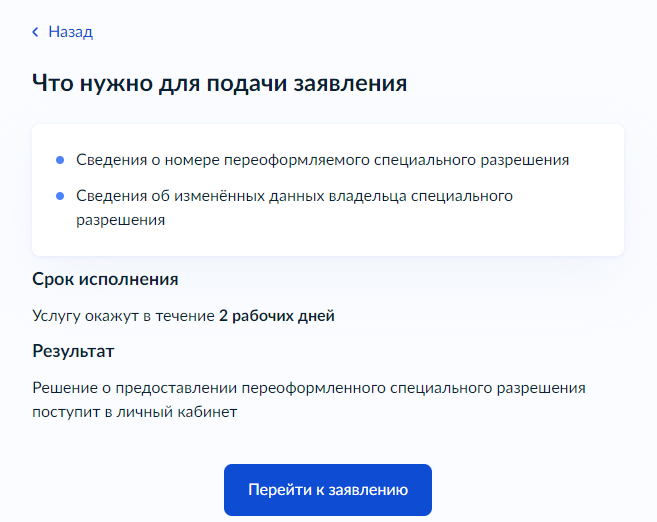 Назад
Что нужно для подачи заявления
Сведения о номере переоформляемого специального разрешения
Сведения об изменённых данных владельца специального
разрешения
Срок исполнения
Услугу окажут в течение 2 рабочих дней
Результат
Решение о предоставлении переоформленного специального разрешения
поступит в личный кабинет
Перейти к заявлению